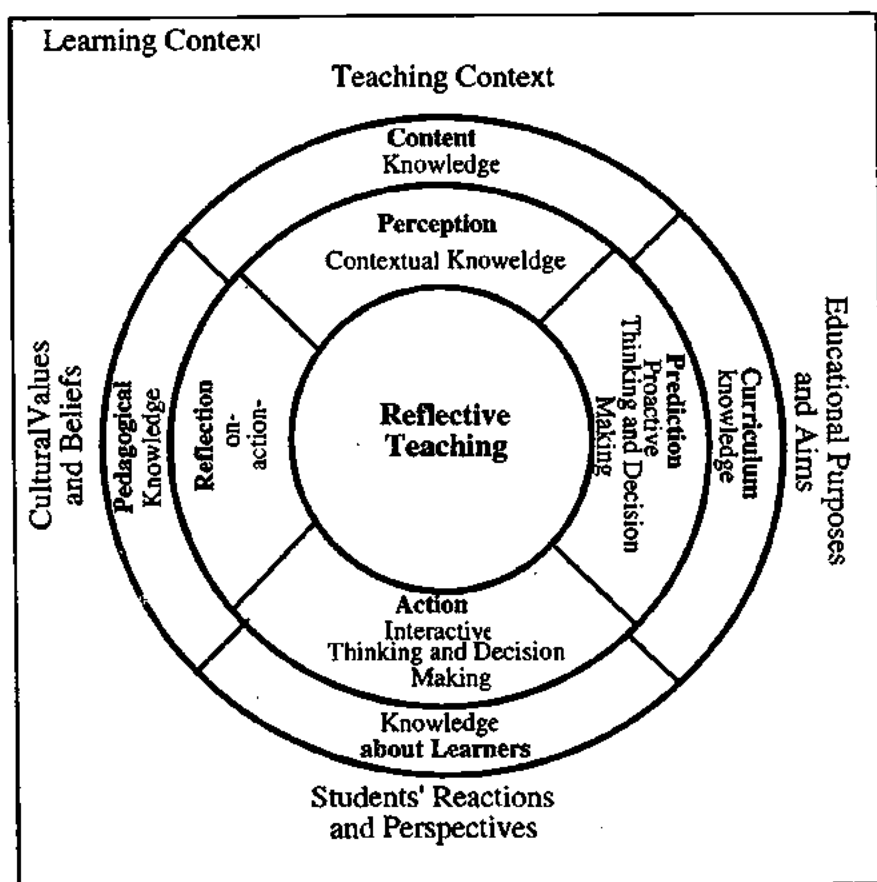 Learning Context
Teaching Context
Content
Knowledge
Perception
Contextual Knoweldge
Cultural Values
and Beliefs
Pedagogical
Knowledge
Reflection
on-
action-
Reflective
Teaching
Prediction
Proactive
Thinking and Decision
Making
Curriculum
knowledge
Educational Purposes
and Aims
Action
Interactive
Thinking and Decision
Making
Knowledge
about Learners
Students' Reactions
and Perspectives